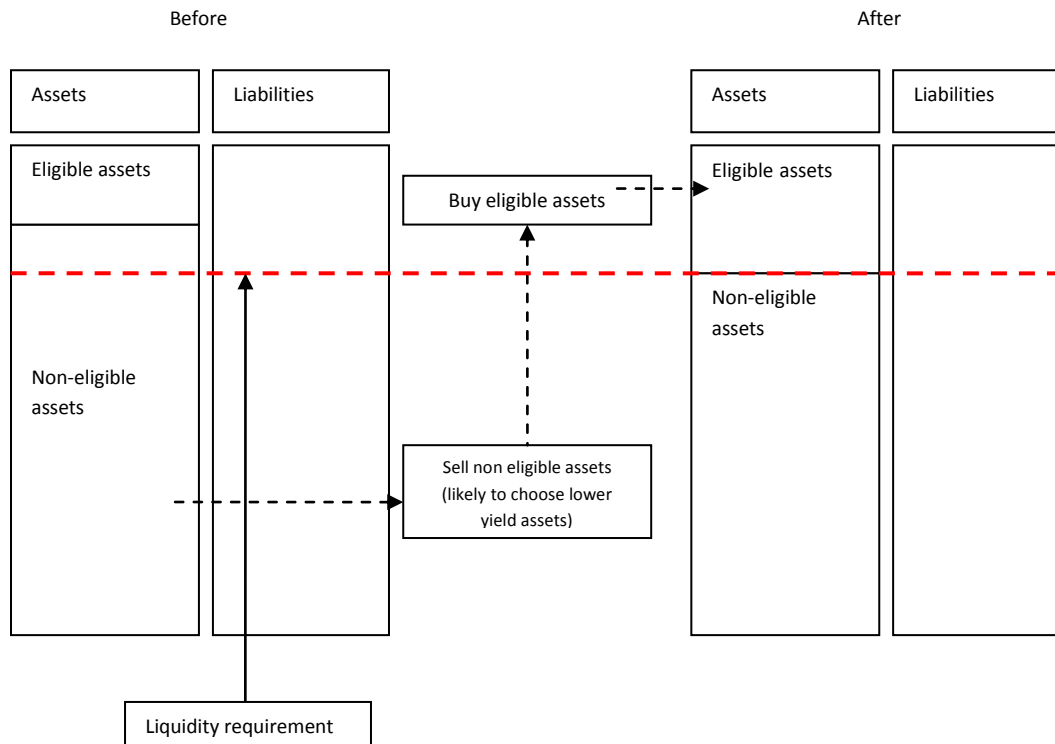 Before
After
Assets
Liabilities
Assets
Liabilities
Eligible assets
Buy eligible assets
Eligible assets
Non-eligible
assets
Non-eligible
assets
Sell non eligible assets
(likely to choose lower
yield assets)
Liquidity requirement